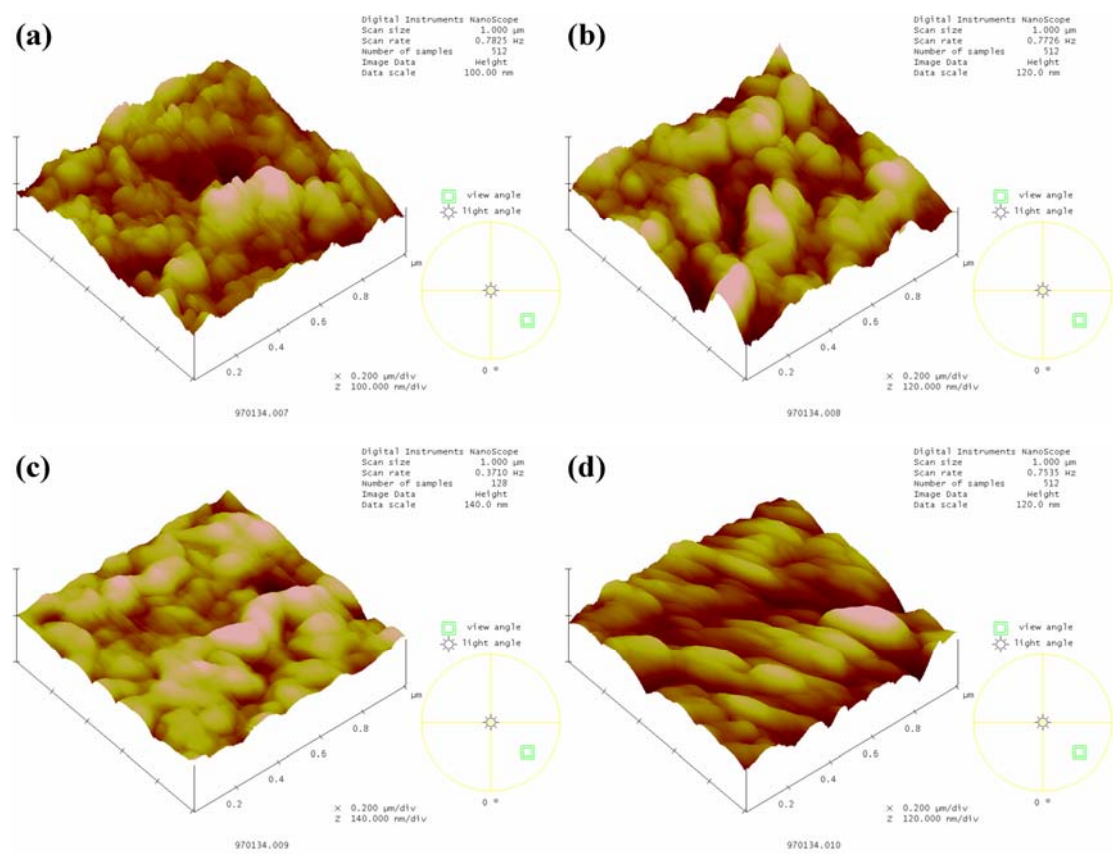 (a)
Digital Instruments NanoScope
Scan size 1.000 µm
Scan rate 0.7825 Hz
Number of samples 512
Image Data Height
Data scale 100.00 nm
view angle
light angle
µm
0.8
0.6
0.4
0.2
X 0.200 µm/div
Z 100.000 nm/div
0 °
970134.007
(b)
Digital Instruments NanoScope
Scan size 1.000 µm
Scan rate 0.7726 Hz
Number of samples 512
Image Data Height
Data scale 120.0 nm
view angle
light angle
µm
0.8
0.6
0.4
0.2
X 0.200 µm/div
Z 120.000 nm/div
0 °
970134.008
(c)
Digital Instruments NanoScope
Scan size 1.000 µm
Scan rate 0.3710 Hz
Number of samples 128
Image Data Height
Data scale 140.0 nm
view angle
light angle
µm
0.8
0.6
0.4
0.2
X 0.200 µm/div
Z 140.000 nm/div
0 °
970134.009
(d)
Digital Instruments NanoScope
Scan size 1.000 µm
Scan rate 0.7535 Hz
Number of samples 512
Image Data Height
Data scale 120.0 nm
view angle
light angle
µm
0.8
0.6
0.4
0.2
X 0.200 µm/div
Z 120.000 nm/div
0 °
970134.010